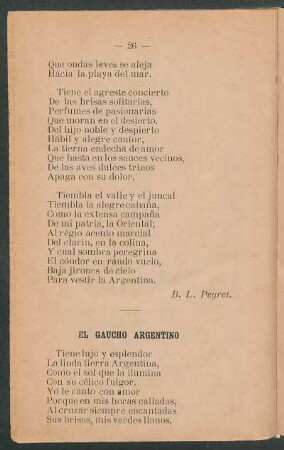 — 26 —
Que ondas leves se aleja
Hácia la playa del mar.
Tiene el agreste concierto
De las brisas solitarias,
Perfumes de pasionarias
Que moran en el desierto.
Del hijo noble y despierto
Hábil y alegre cantor,
La tierna endecha de amor
Que hasta en los sauces vecinos,
De las aves dulces trinos
Apaga con su dolor.
Tiembla el valle y el juncal
Tiembla la alegre cabaña,
Como la extensa campaña
De mi patria, la Oriental;
Al régio acento marcial
Del clarin, en la colina,
Y cual sombra peregrina
El cóndor en raudo vuelo,
Baja jirones de cielo
Para vestir la Argentina.
B. L. Peyret.
EL GAUCHO ARGENTINO
Tiene lujo y esplendor
La linda tierra Argentina,
Como el sol que la ilumina
Con su célico fulgor.
Yo le canto con amor
Porque en mis horas calladas,
Al cruzar siempre encantadas
Sus brisas, mis verdes llanos,